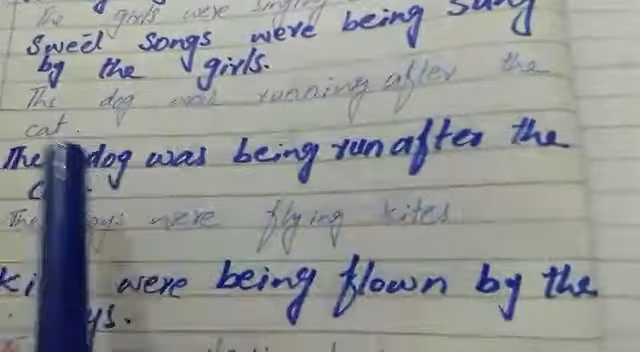 The girls were singing
Sweet songs were being sung
by the girls.
The dog was running after the
cat.
The dog was being run after the
The were flying kites
were being flown by the